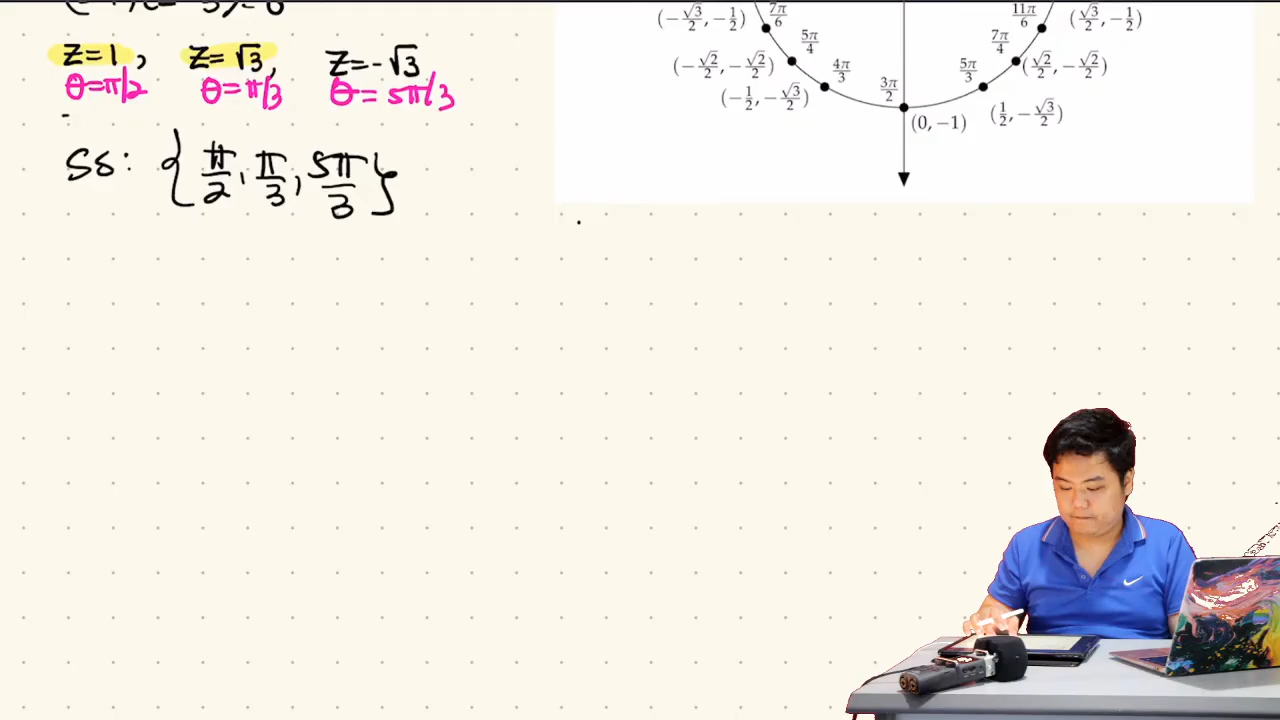 z=1, z=√3, z=-√3
θ=π/2 θ=π/3 θ=5π/3
SS: {π/2, π/3, 5π/3}
(-√3/2, -1/2) 7π/6 11π/6 (√3/2, -1/2)
(-√2/2, -√2/2) 5π/4 7π/4 (√2/2, -√2/2)
(-1/2, -√3/2) 4π/3 3π/2 5π/3 (1/2, -√3/2)
(0, -1)